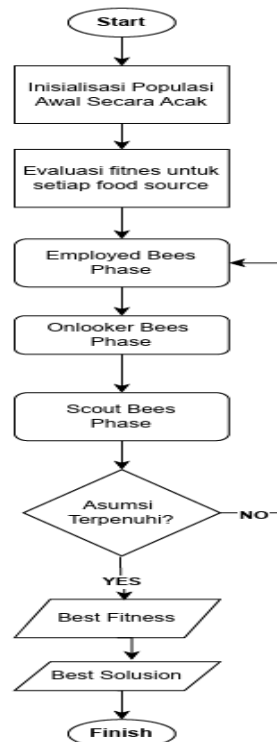 Start
Inisialisasi Populasi
Awal Secara Acak
Evaluasi fitnes untuk
setiap food source
Employed Bees
Phase
Onlooker Bees
Phase
Scout Bees
Phase
Asumsi
Terpenuhi?
NO
YES
Best Fitness
Best Solusion
Finish